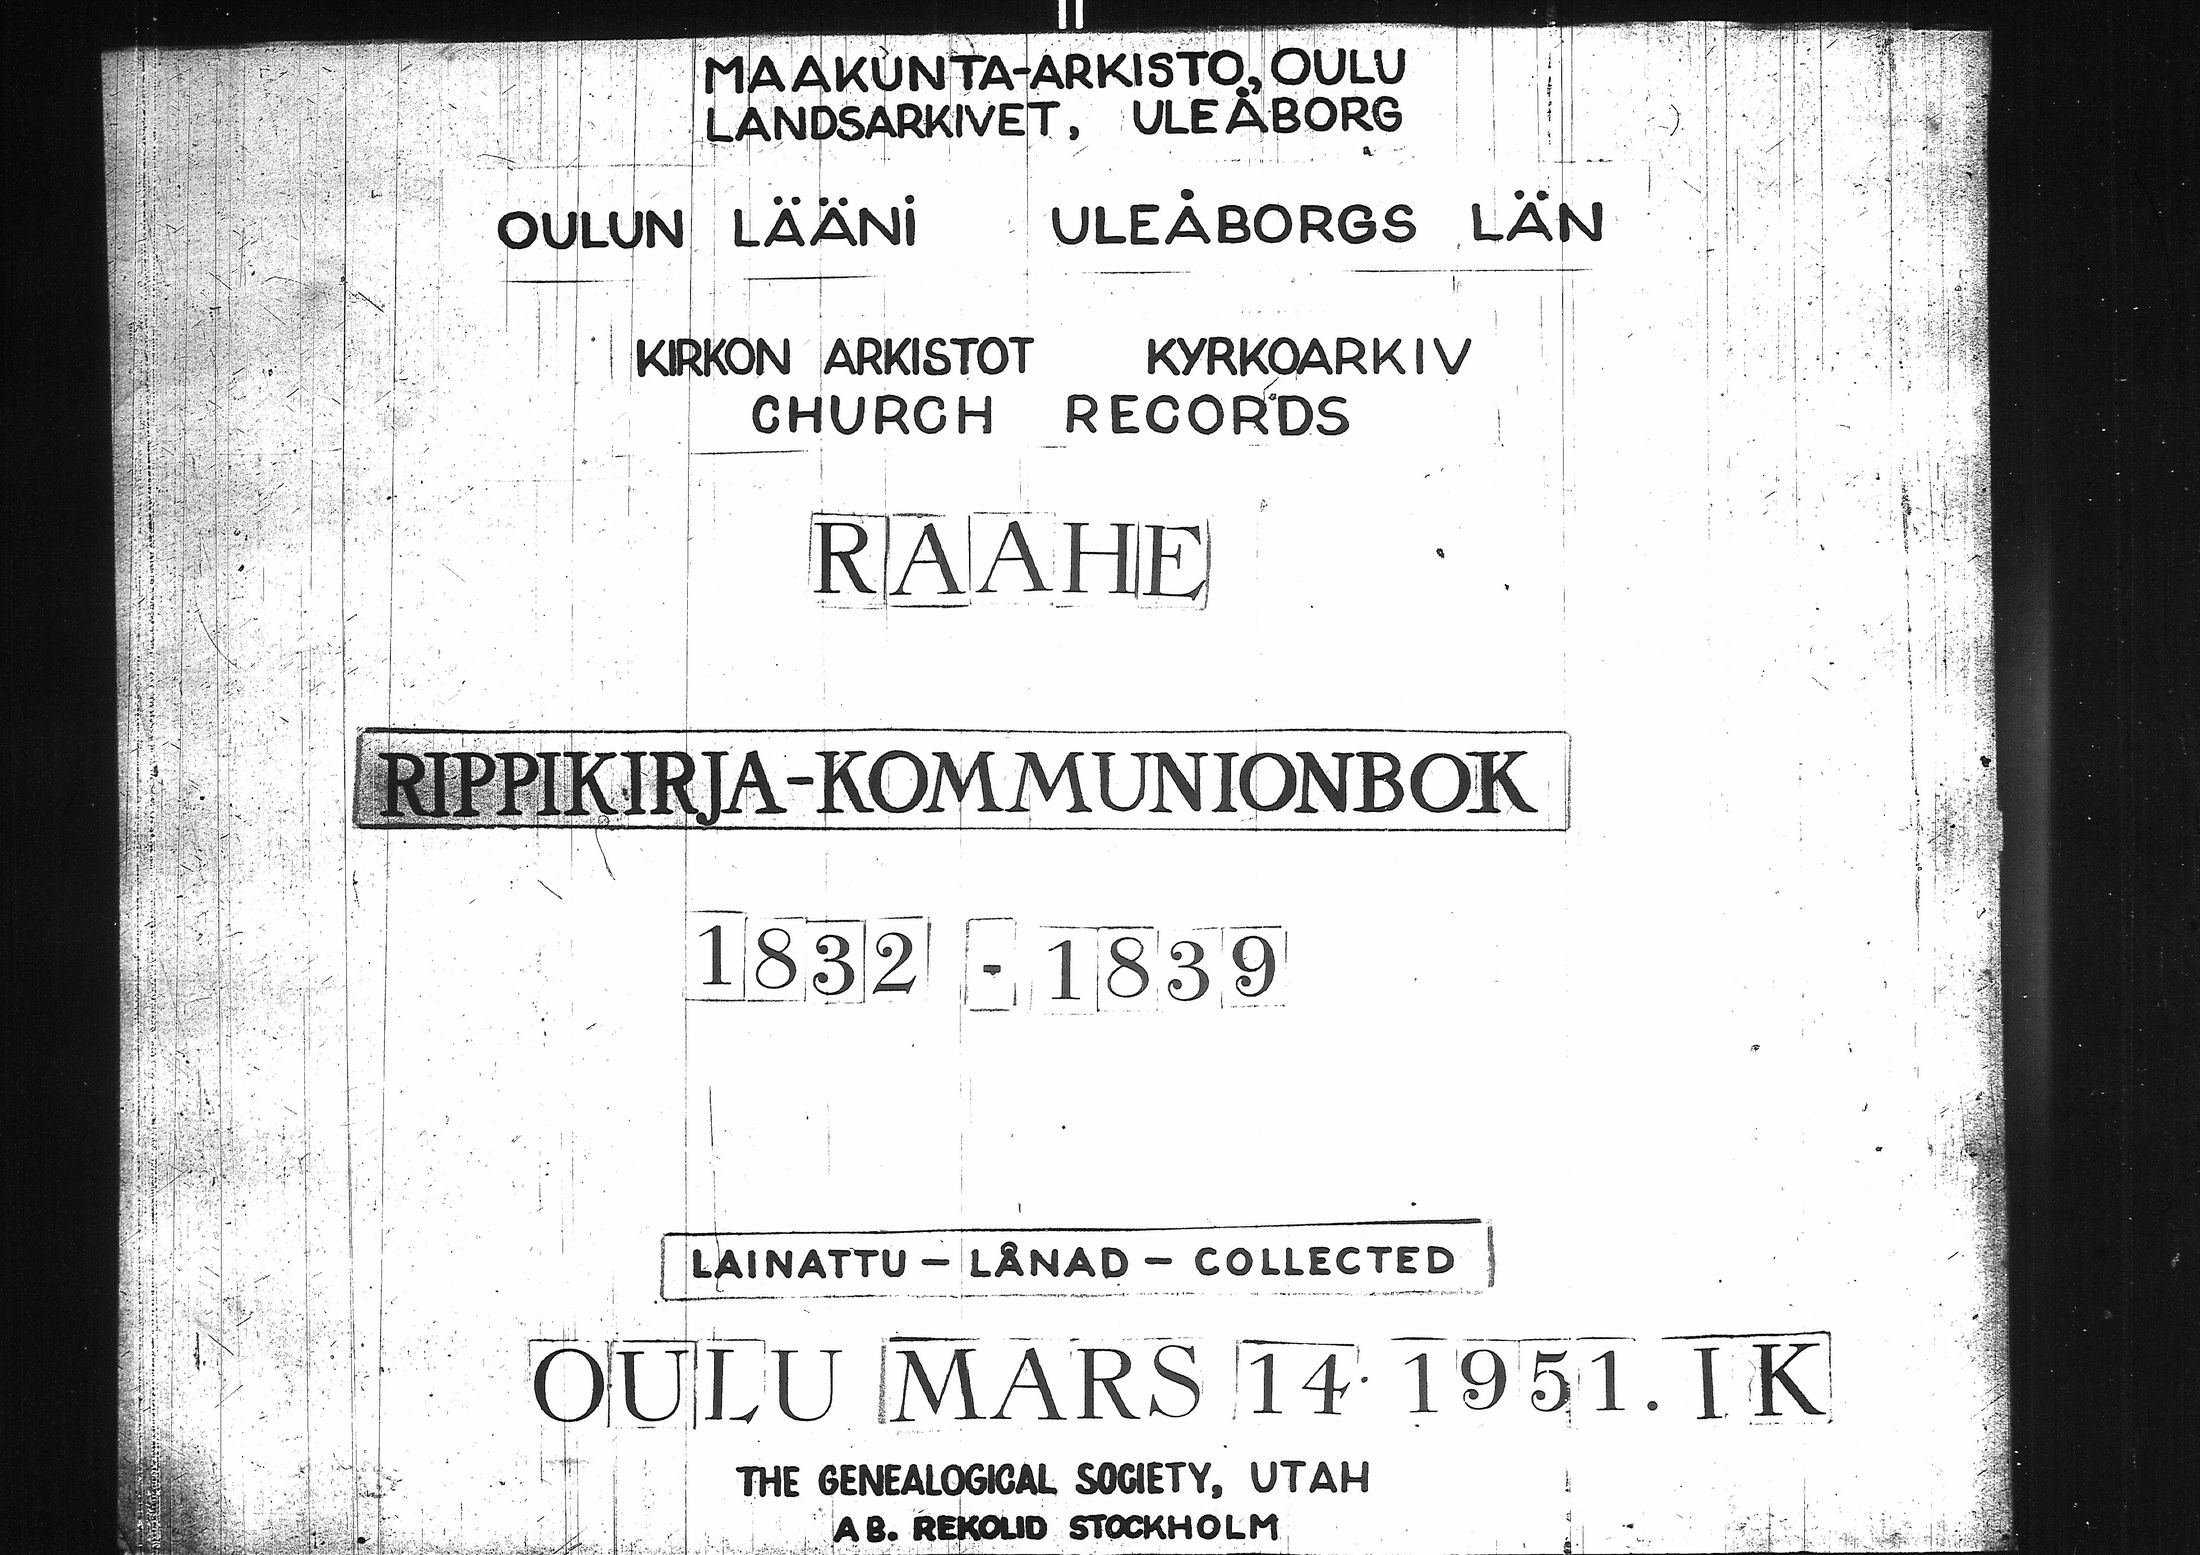 MAAKUNTA-ARKISTO, OULU
LANDSARKIVET, ULEÅBORG
OULUN LÄÄNI ULEÅBORGS LÄN
KIRKON ARKISTOT KYRKOARKIV
CHURCH RECORDS
RAAHE
RIPPIKIRJA-KOMMUNIONBOK
1832 - 1839
LAINATTU - LÅNAD - COLLECTED
OULU MARS 14. 1951. IK
THE GENEALOGICAL SOCIETY, UTAH
AB. REKOLID STOCKHOLM